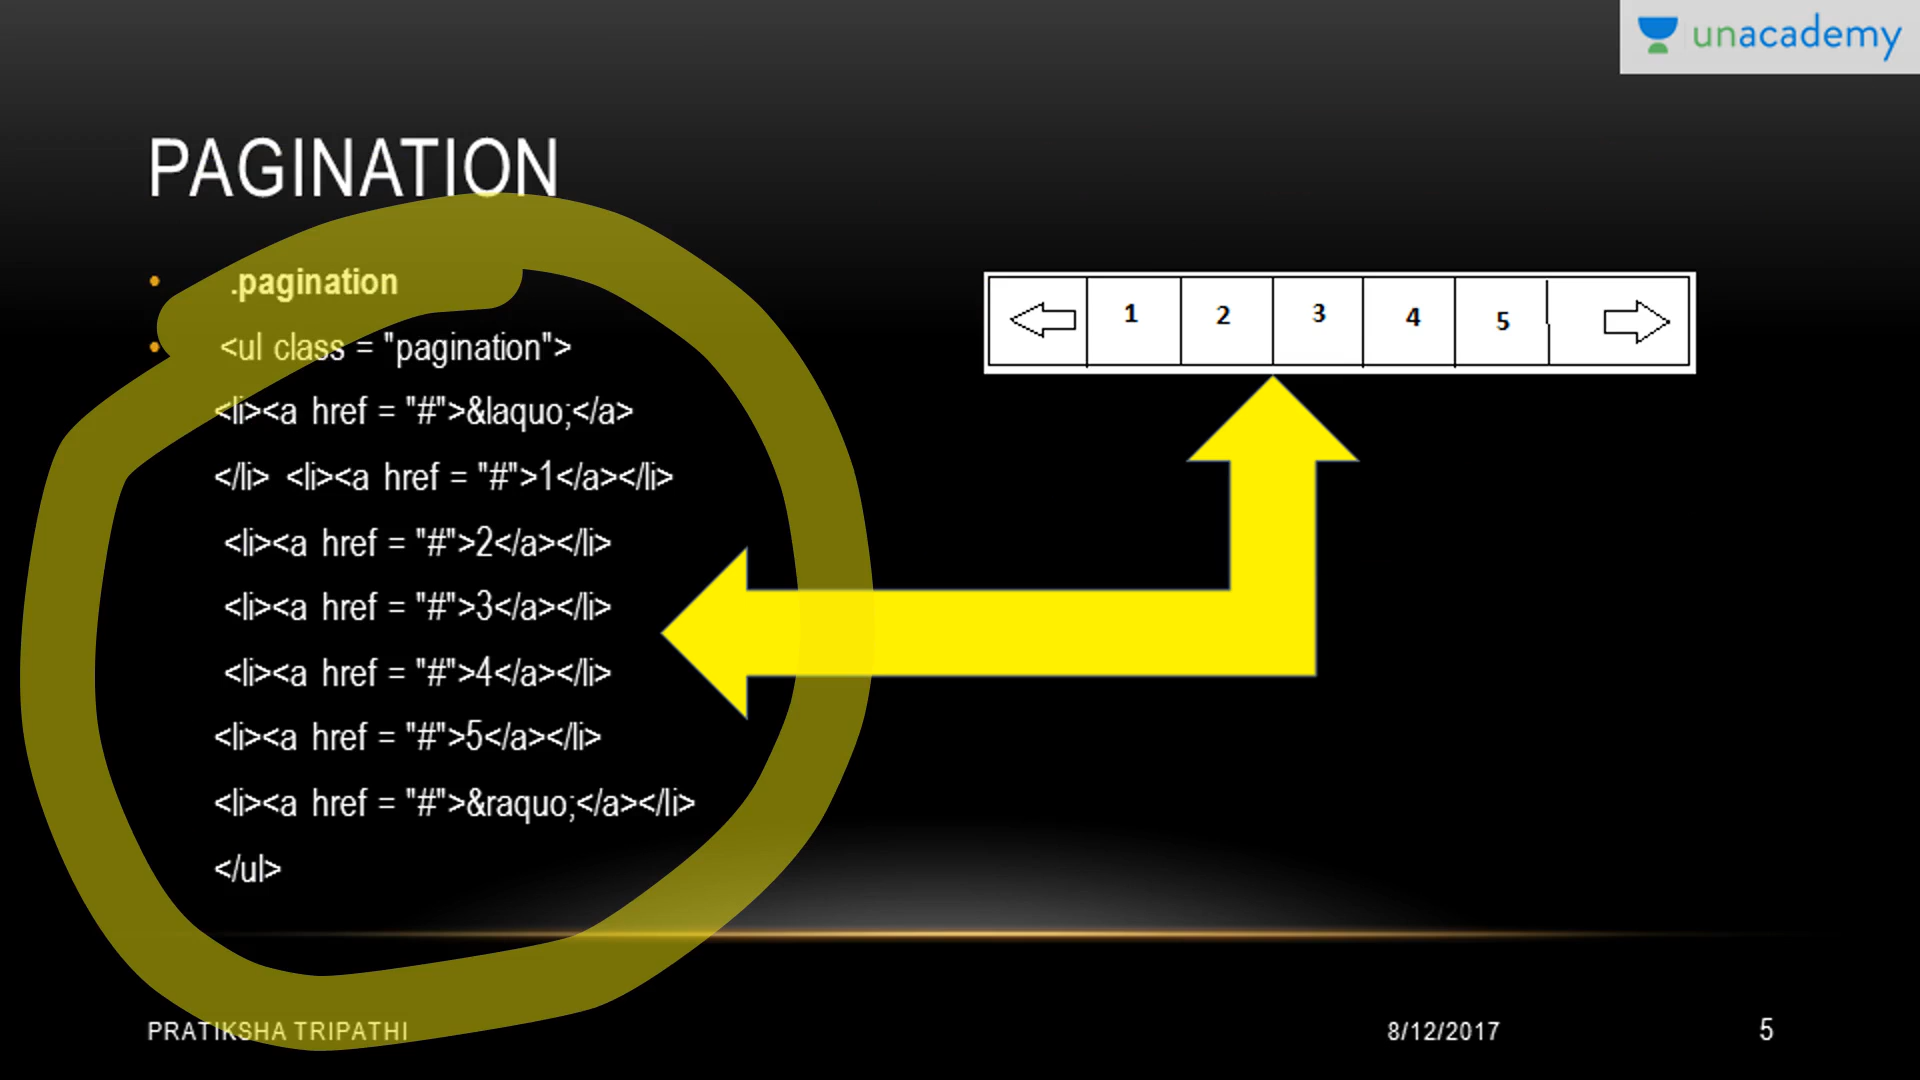 unacademy
PAGINATION
• .pagination
• <ul class = "pagination">
<li><a href = "#">&laquo;</a>
</li> <li><a href = "#">1</a></li>
<li><a href = "#">2</a></li>
<li><a href = "#">3</a></li>
<li><a href = "#">4</a></li>
<li><a href = "#">5</a></li>
<li><a href = "#">&raquo;</a></li>
</ul>
1 2 3 4 5
PRATIKSHA TRIPATHI 8/12/2017 5